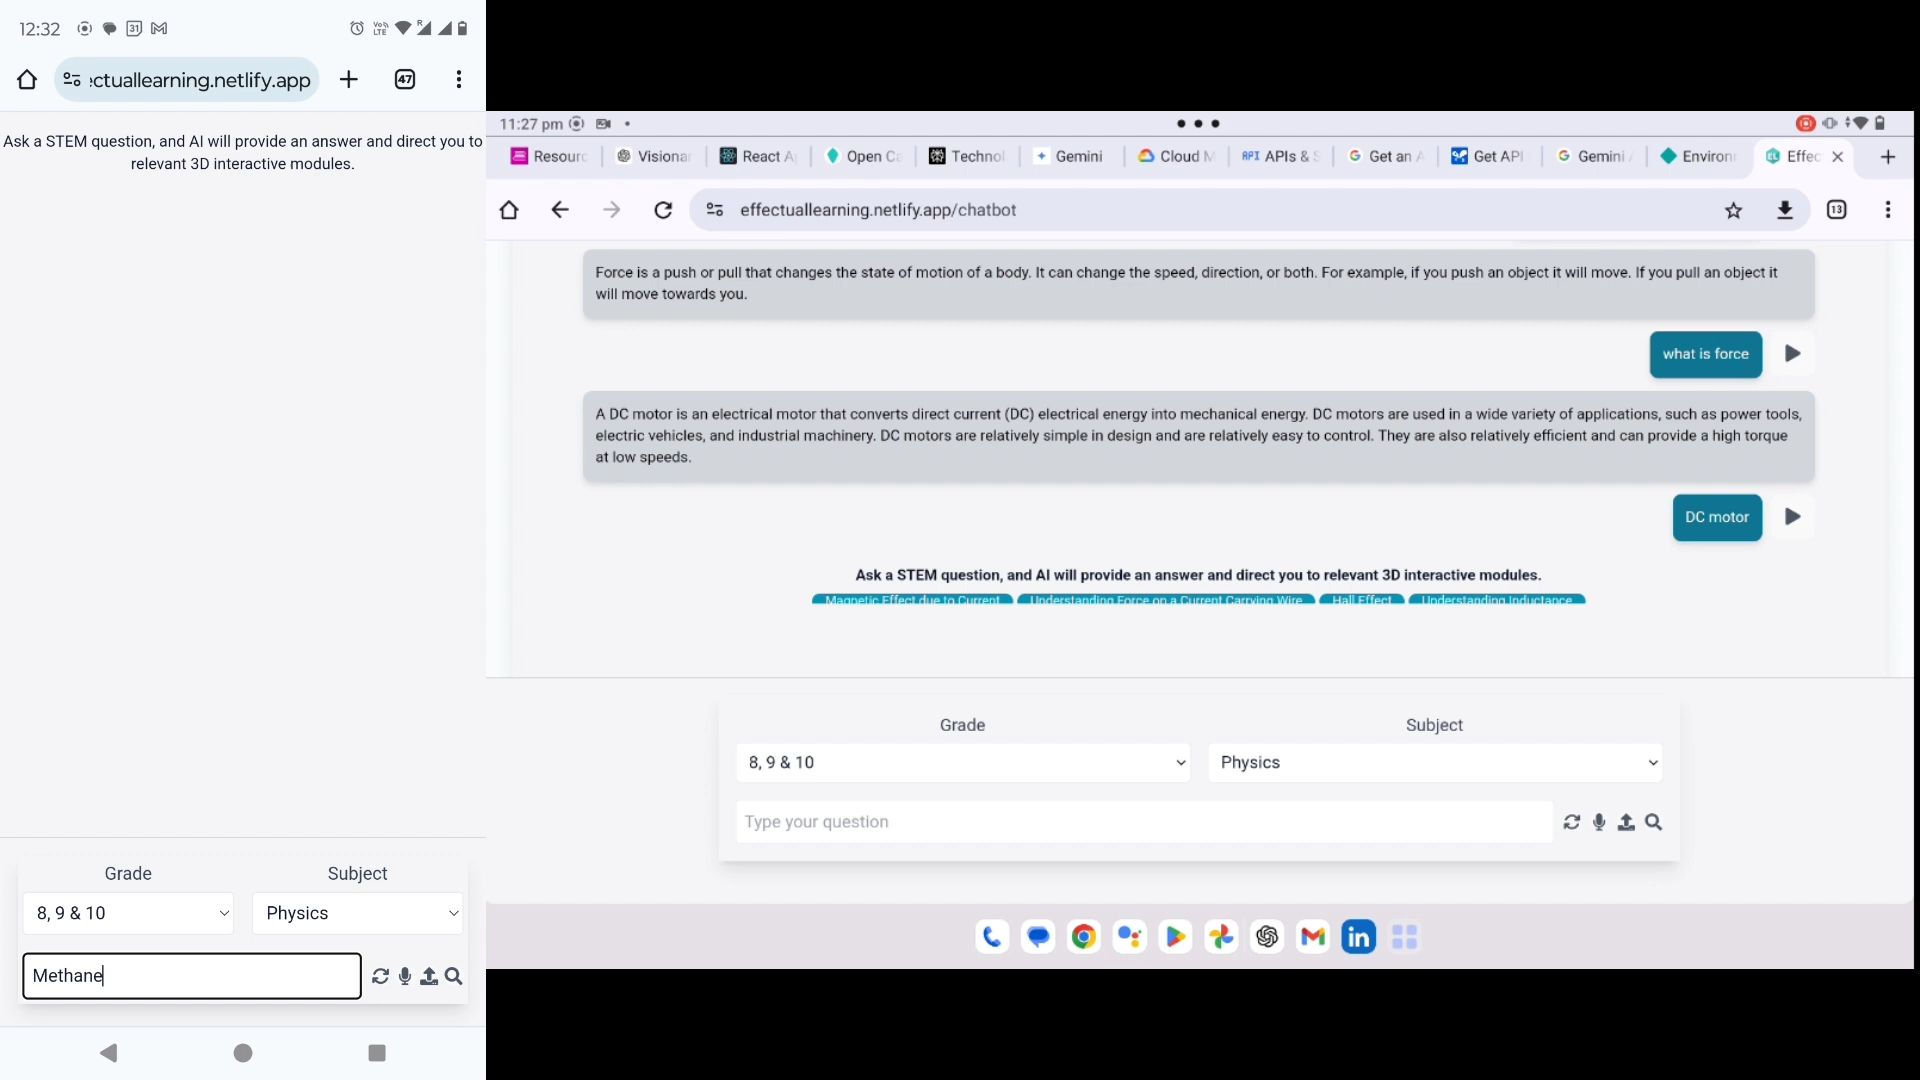 12:32
31
Vo))
LTE
R
ectuallearning.netlify.app
47
Ask a STEM question, and AI will provide an answer and direct you to
relevant 3D interactive modules.
Grade
Subject
8, 9 & 10
Physics
Methane
11:27 pm
Resourc
Visionar
React A
Open Ca
Technol
Gemini
Cloud M
API APIs & S
Get an A
Get API
Gemini
Environ
Effec
effectuallearning.netlify.app/chatbot
13
Force is a push or pull that changes the state of motion of a body. It can change the speed, direction, or both. For example, if you push an object it will move. If you pull an object it
will move towards you.
what is force
A DC motor is an electrical motor that converts direct current (DC) electrical energy into mechanical energy. DC motors are used in a wide variety of applications, such as power tools,
electric vehicles, and industrial machinery. DC motors are relatively simple in design and are relatively easy to control. They are also relatively efficient and can provide a high torque
at low speeds.
DC motor
Ask a STEM question, and AI will provide an answer and direct you to relevant 3D interactive modules.
Magnetic Effect due to Current
Understanding Force on a Current Carrying Wire
Hall Effect
Understanding Inductance
Grade
Subject
8, 9 & 10
Physics
Type your question
in